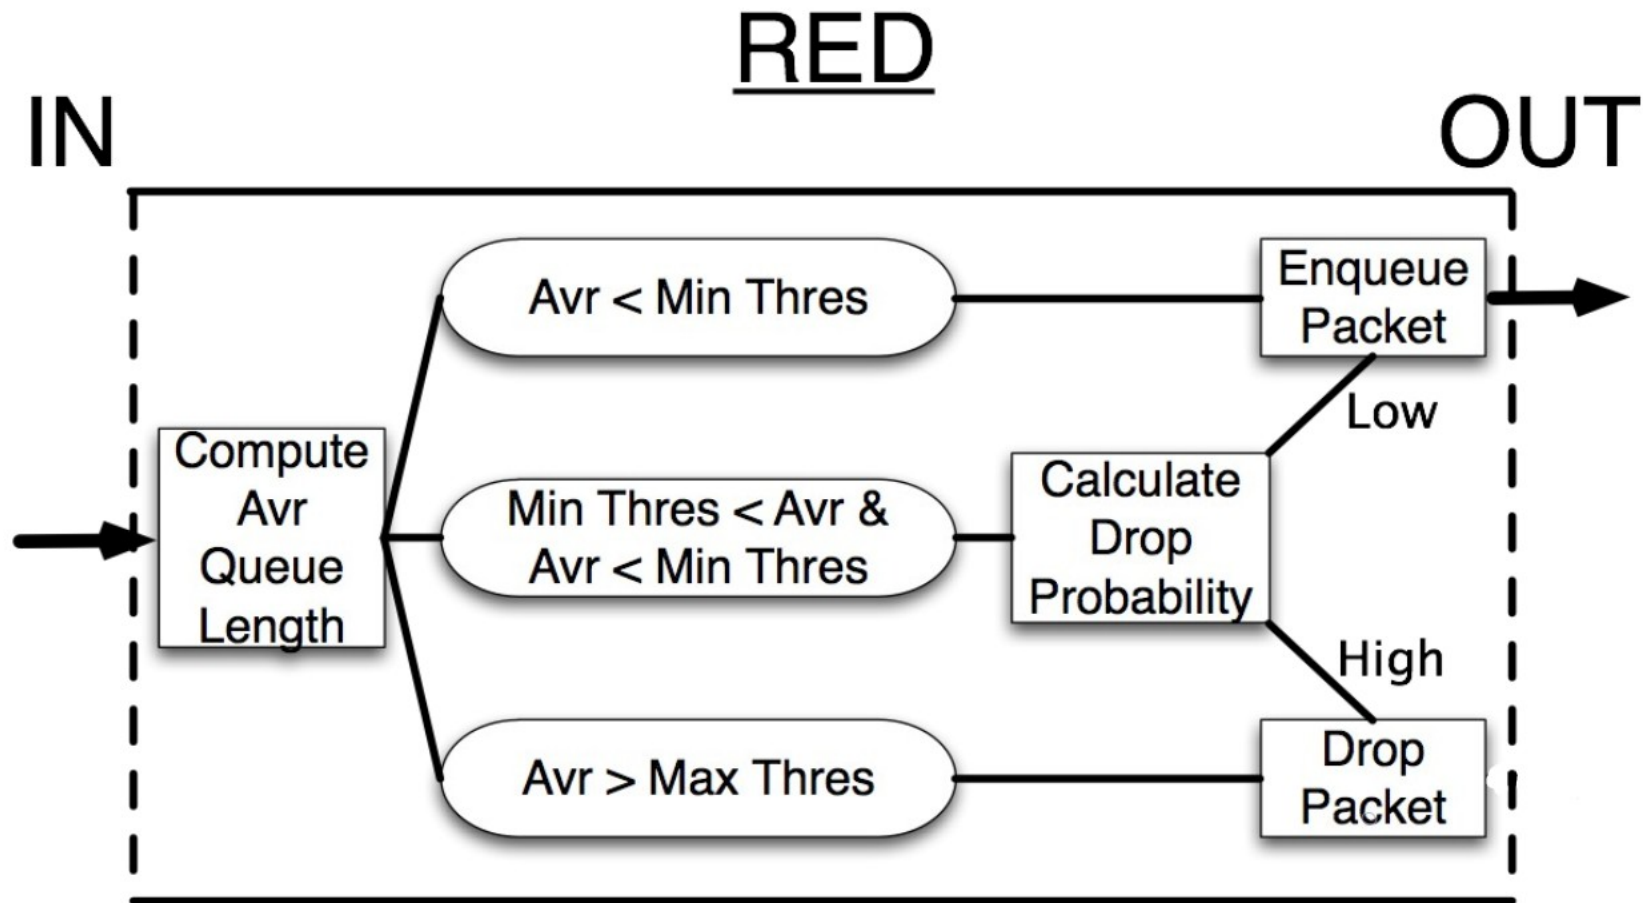 RED
IN
OUT
Avr < Min Thres
Enqueue
Packet
Low
Compute
Avr
Queue
Length
Min Thres < Avr &
Avr < Min Thres
Calculate
Drop
Probability
High
Avr > Max Thres
Drop
Packet